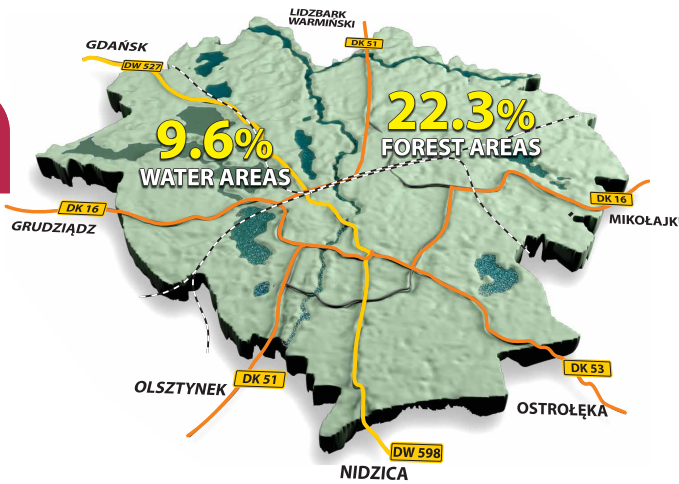 LIDZBARK
WARMIŃSKI
DK 51
GDAŃSK
DW 527
22.3%
FOREST AREAS
9.6%
WATER AREAS
DK 16
MIKOŁAJK
DK 16
GRUDZIĄDZ
DK 53
OLSZTYNEK
DK 51
OSTROŁĘKA
DW 598
NIDZICA